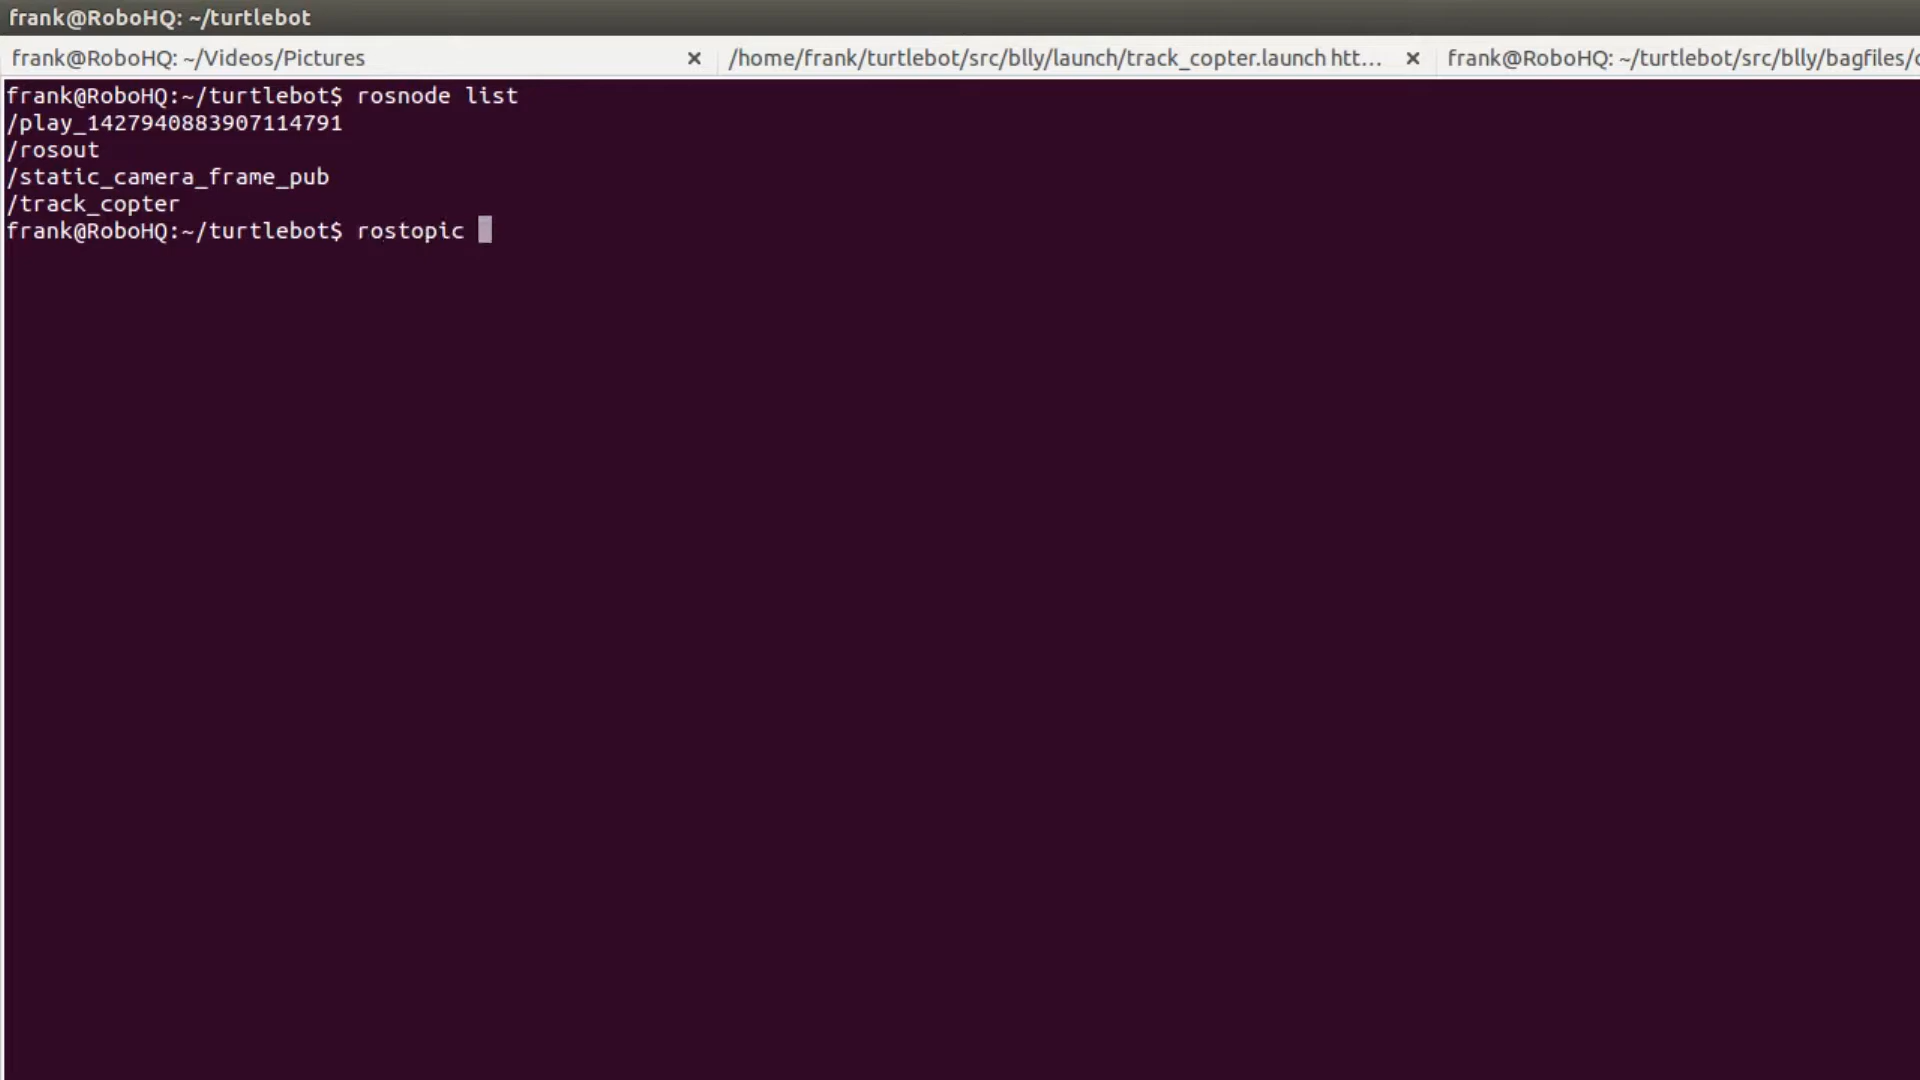 frank@RoboHQ: ~/turtlebot
frank@RoboHQ: ~/Videos/Pictures × /home/frank/turtlebot/src/blly/launch/track_copter.launch htt... × frank@RoboHQ: ~/turtlebot/src/blly/bagfiles/
frank@RoboHQ:~/turtlebot$ rosnode list
/play_1427940883907114791
/rosout
/static_camera_frame_pub
/track_copter
frank@RoboHQ:~/turtlebot$ rostopic